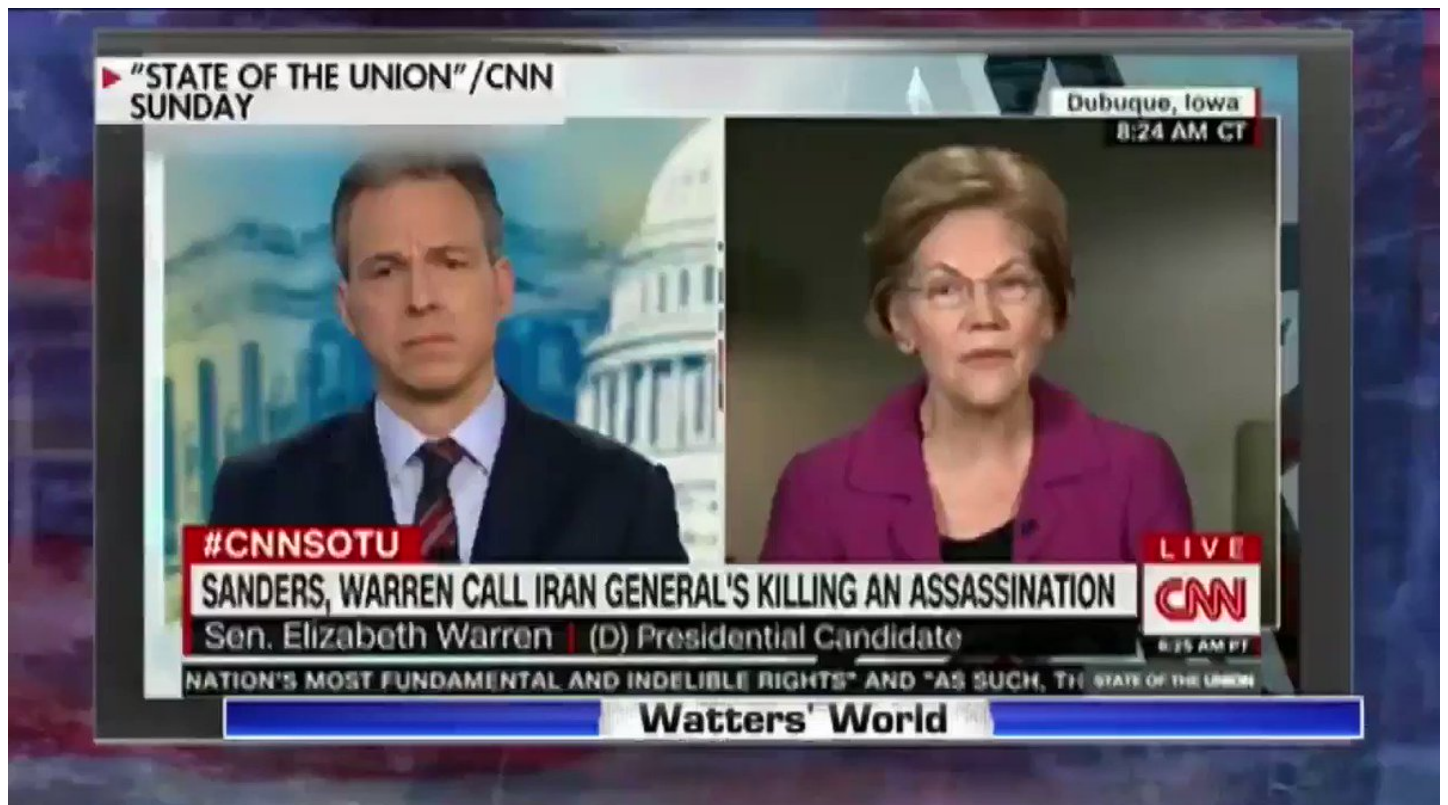 "STATE OF THE UNION"/CNN
SUNDAY
Dubuque, Iowa
8:24 AM CT
#CNNSOTU
LIVE
SANDERS, WARREN CALL IRAN GENERAL'S KILLING AN ASSASSINATION
CNN
Sen. Elizabeth Warren | (D) Presidential Candidate
6:25 AM PT
NATION'S MOST FUNDAMENTAL AND INDELIBLE RIGHTS" AND "AS SUCH, TH
STATE OF THE UNION
Watters' World